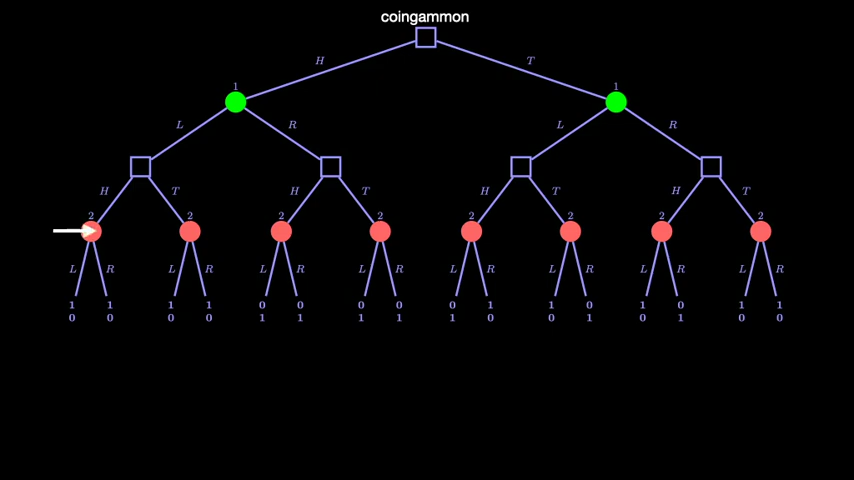 coingammon
H T
1 1
L R L R
H T H T H T H T
2 2 2 2 2 2 2 2
L R L R L R L R L R L R L R L R
1 1 1 1 0 0 0 0 0 1 1 0 1 0 1 1
0 0 0 0 1 1 1 1 1 0 0 1 0 1 0 0